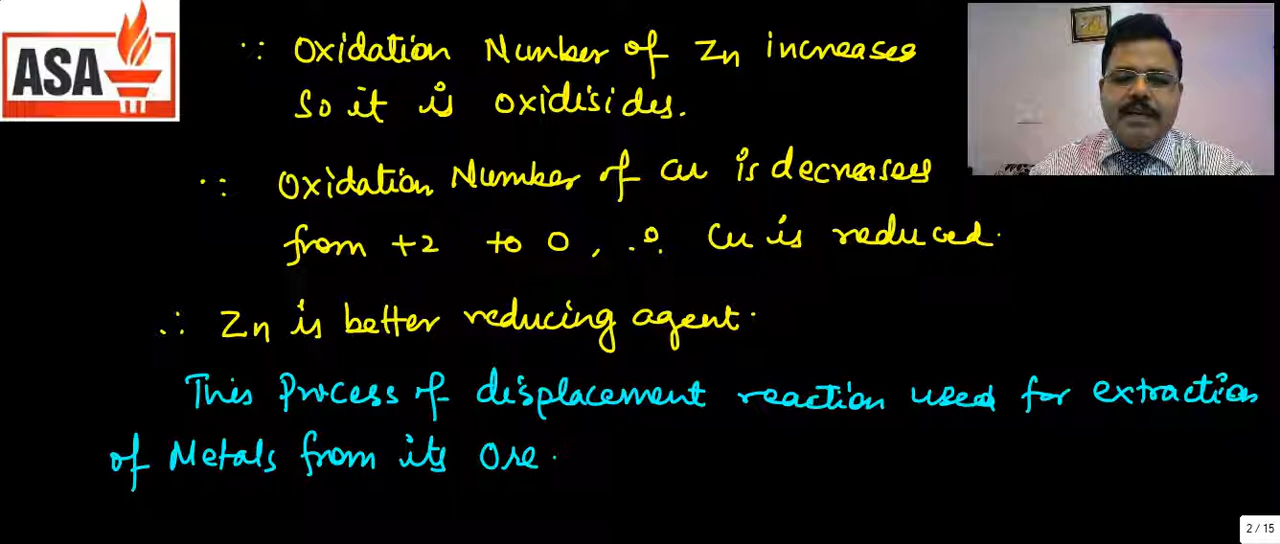 ASA
∵ Oxidation Number of Zn increases
So it is oxidisides.
∵ Oxidation Number of Cu is decreases
from +2 to 0, ∴ Cu is reduced.
∴ Zn is better reducing agent.
This Process of displacement reaction used for extraction
of Metals from its Ore.
2 / 15